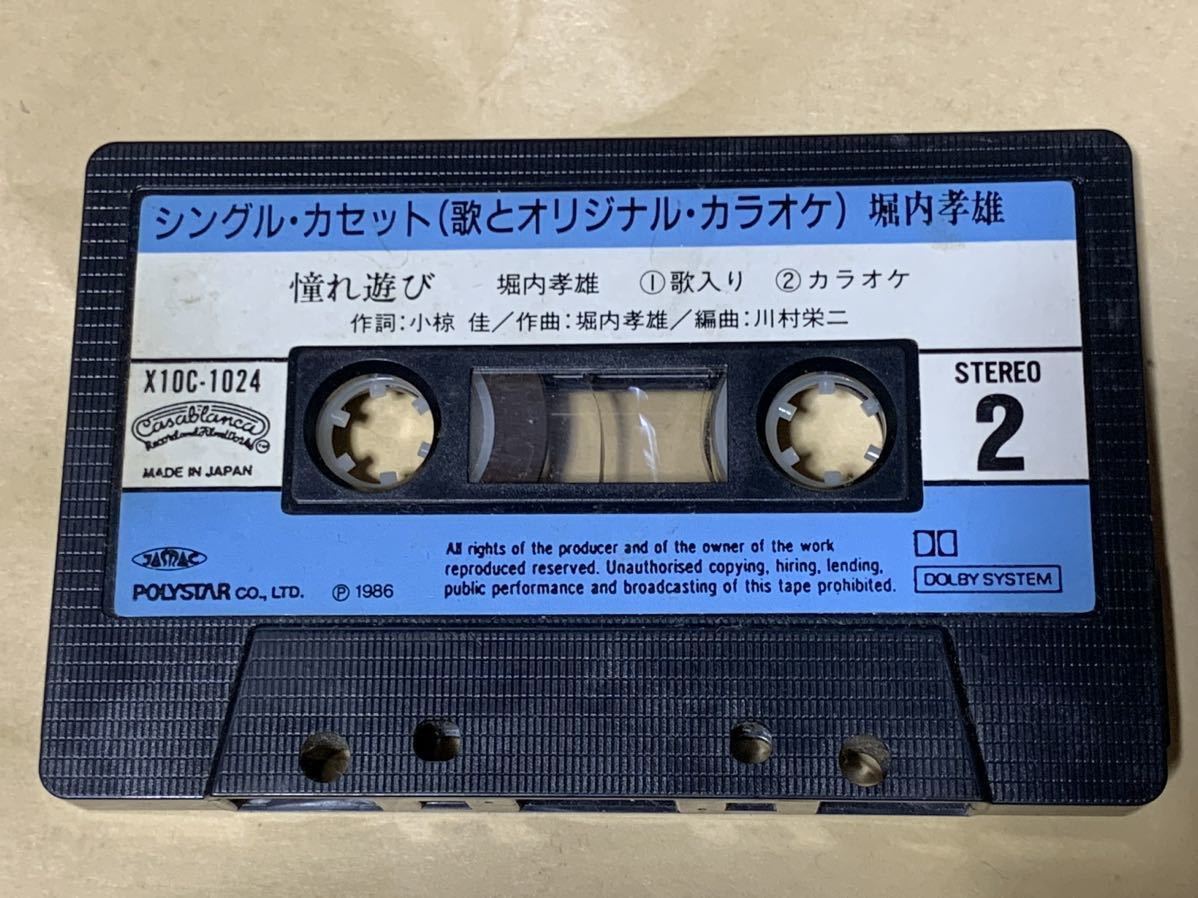 シングル・カセット(歌とオリジナル・カラオケ) 堀内孝雄
憧れ遊び 堀内孝雄 ①歌入り ②カラオケ
作詞:小椋 佳/作曲:堀内孝雄/編曲:川村栄二
X10C-1024
Casablanca
Record and FilmWorks
MADE IN JAPAN
STEREO
2
JASRAC
POLYSTAR CO., LTD. Ⓟ 1986
All rights of the producer and of the owner of the work
reproduced reserved. Unauthorised copying, hiring, lending,
public performance and broadcasting of this tape prohibited.
DOLBY SYSTEM